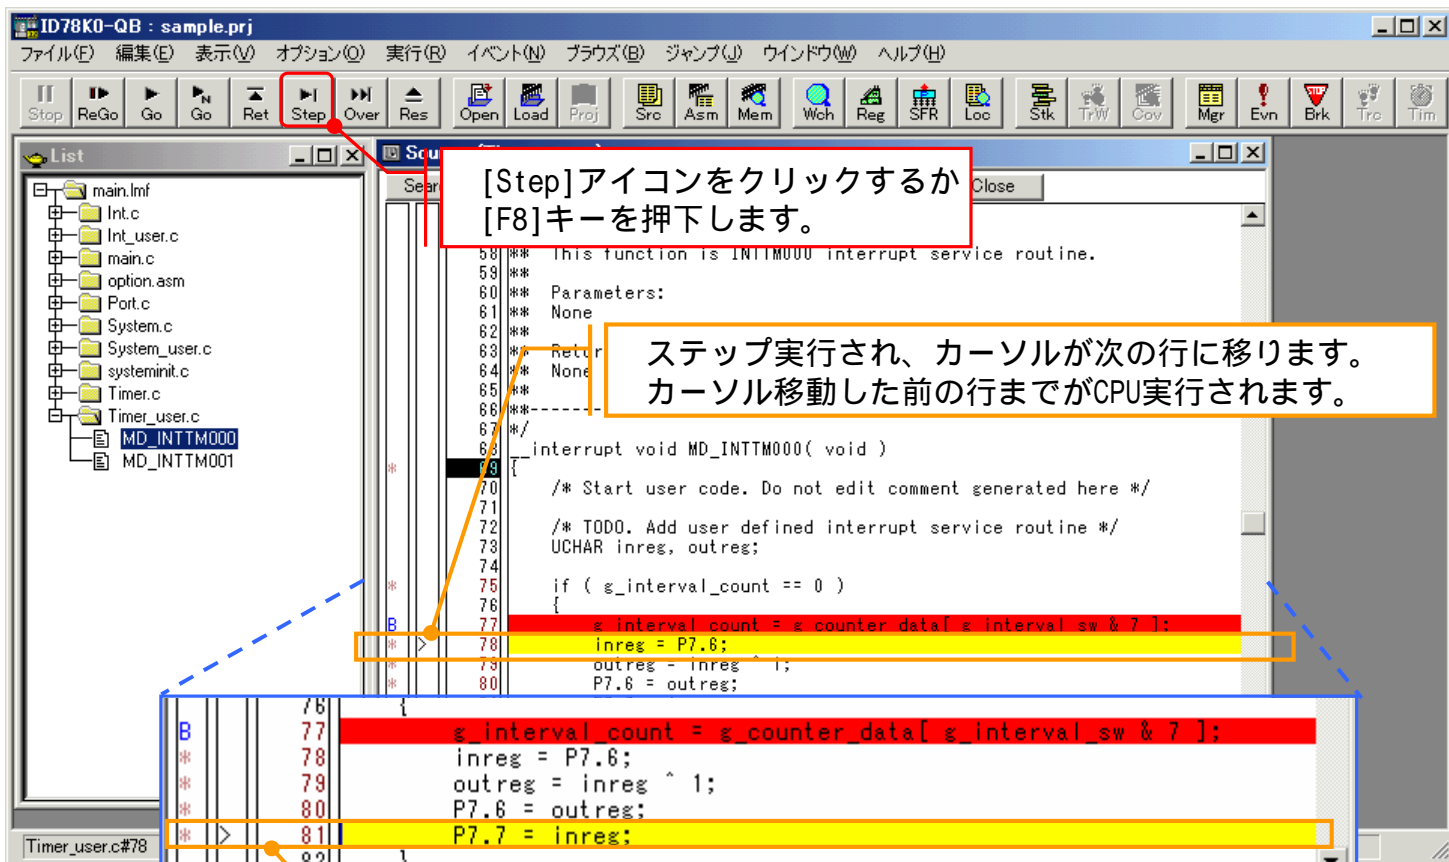 ID78K0-QB : sample.prj
ファイル(F) 編集(E) 表示(V) オプション(O) 実行(R) イベント(N) ブラウズ(B) ジャンプ(J) ウインドウ(W) ヘルプ(H)
Stop ReGo Go Go Ret Step Over Res Open Load Proj Src Asm Mem Wch Reg SFR Loc Stk TrW Cov Mgr Evn Brk Trc Tim
List
main.lmf
Int.c
Int_user.c
main.c
option.asm
Port.c
System.c
System_user.c
systeminit.c
Timer.c
Timer_user.c
MD_INTTM000
MD_INTTM001
Close
[Step]アイコンをクリックするか
[F8]キーを押下します。
58 ** This function is INTTM000 interrupt service routine.
59 **
60 ** Parameters:
61 ** None
62 **
63 ** Retur
64 ** None
65 **
66 **---------
67 */
68 __interrupt void MD_INTTM000( void )
* 69 {
70 /* Start user code. Do not edit comment generated here */
71
72 /* TODO. Add user defined interrupt service routine */
73 UCHAR inreg, outreg;
74
* 75 if ( g_interval_count == 0 )
76 {
B 77 g_interval_count = g_counter_data[ g_interval_sw & 7 ];
* > 78 inreg = P7.6;
* 79 outreg = inreg ^ 1;
* 80 P7.6 = outreg;
ステップ実行され、カーソルが次の行に移ります。
カーソル移動した前の行までがCPU実行されます。
76 {
B 77 g_interval_count = g_counter_data[ g_interval_sw & 7 ];
* 78 inreg = P7.6;
* 79 outreg = inreg ^ 1;
* 80 P7.6 = outreg;
* > 81 P7.7 = inreg;
82 }
Timer_user.c#78